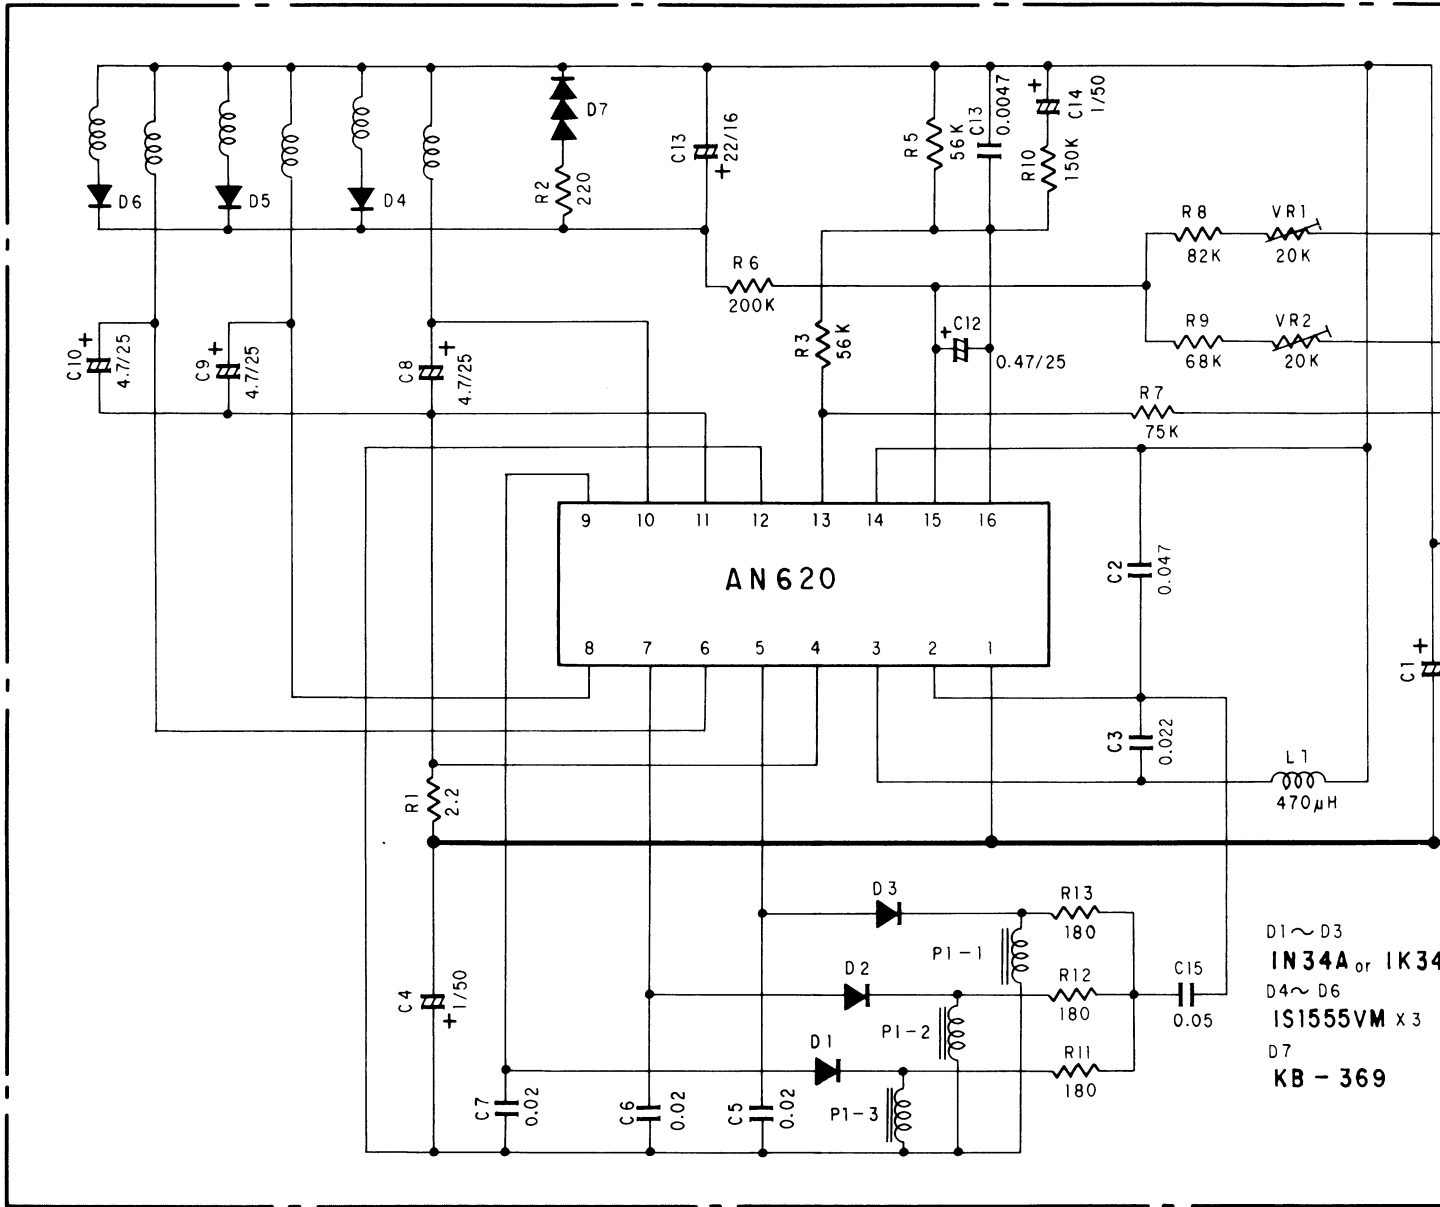 D6
D5
D4
D7
R2
220
C13
22/16
+
R5
56K
C13
0.0047
+
C14
1/50
R10
150K
R8
82K
VR1
20K
R6
200K
R9
68K
VR2
20K
R3
56K
+
C12
0.47/25
R7
75K
C10
+
4.7/25
C9
+
4.7/25
C8
+
4.7/25
9 10 11 12 13 14 15 16
AN620
8 7 6 5 4 3 2 1
C2
0.047
C1
+
C3
0.022
L1
470μH
R1
2.2
D3
R13
180
P1-1
D2
R12
180
P1-2
C15
0.05
D1
R11
180
P1-3
C4
+
1/50
C7
0.02
C6
0.02
C5
0.02
D1～D3
IN34A or IK34
D4～D6
IS1555VM X3
D7
KB-369